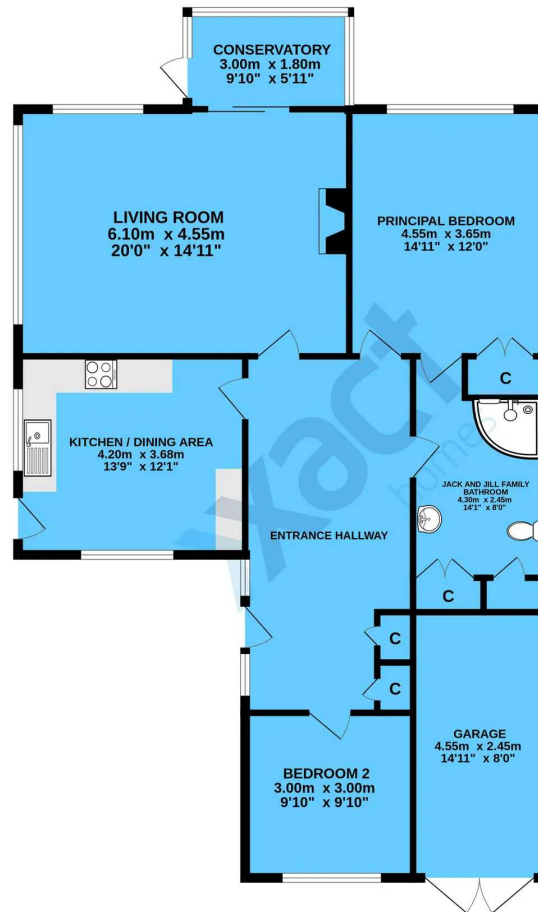 CONSERVATORY
3.00m x 1.80m
9'10" x 5'11"
LIVING ROOM
6.10m x 4.55m
20'0" x 14'11"
PRINCIPAL BEDROOM
4.55m x 3.65m
14'11" x 12'0"
C
KITCHEN / DINING AREA
4.20m x 3.68m
13'9" x 12'1"
JACK AND JILL FAMILY
BATHROOM
4.30m x 2.45m
14'1" x 8'0"
ENTRANCE HALLWAY
C
C
C
GARAGE
4.55m x 2.45m
14'11" x 8'0"
BEDROOM 2
3.00m x 3.00m
9'10" x 9'10"
xact
homes